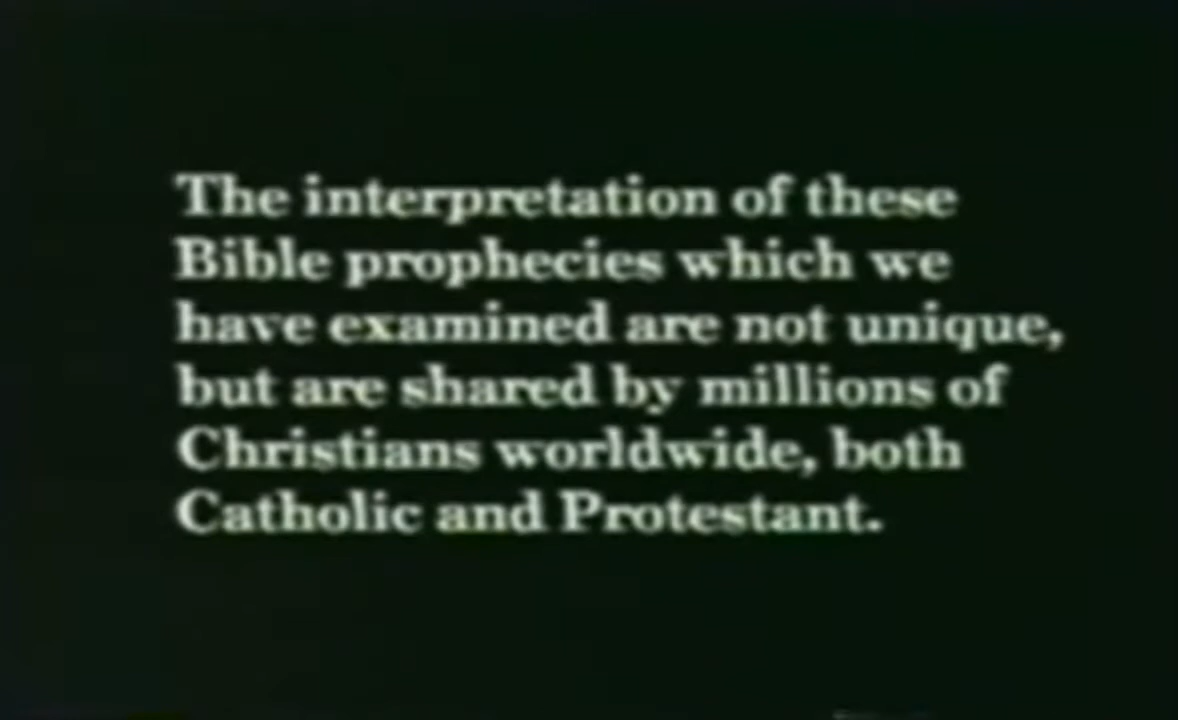 The interpretation of these
Bible prophecies which we
have examined are not unique,
but are shared by millions of
Christians worldwide, both
Catholic and Protestant.